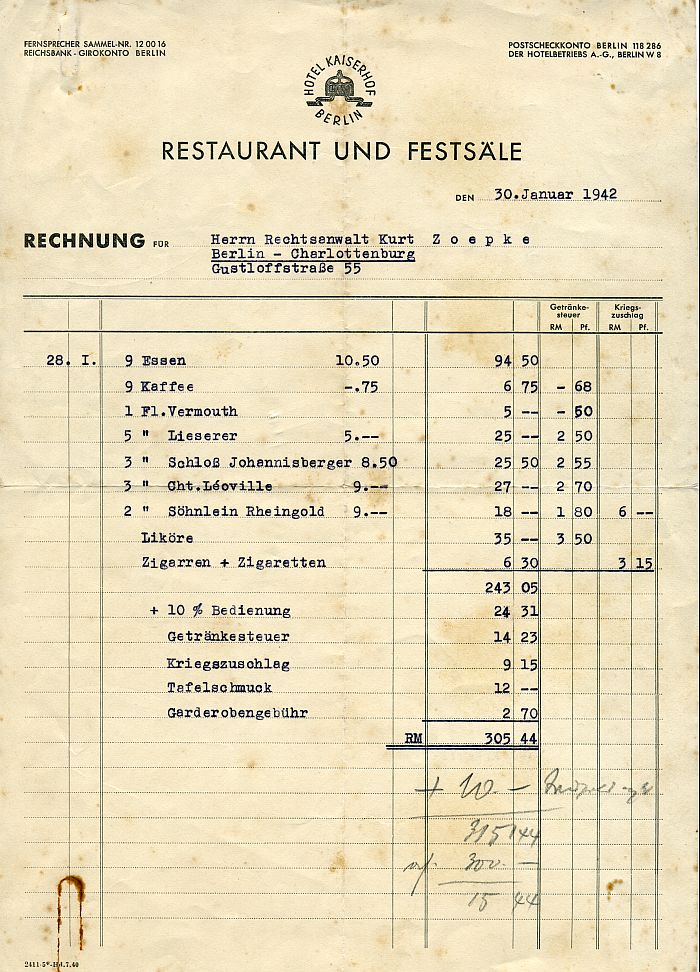 FERNSPRECHER SAMMEL-NR. 12 00 16
REICHSBANK - GIROKONTO BERLIN
POSTSCHECKKONTO BERLIN 118 286
DER HOTELBETRIEBS A.-G., BERLIN W 8
HOTEL KAISERHOF
BERLIN
RESTAURANT UND FESTSÄLE
DEN 30.Januar 1942
RECHNUNG FÜR Herrn Rechtsanwalt Kurt Z o e p k e
Berlin - Charlottenburg
Gustloffstraße 55
Getränke-steuer Kriegs-zuschlag
RM Pf. RM Pf.
28. I. 9 Essen 10.50 94 50
9 Kaffee -.75 6 75 - 68
1 Fl.Vermouth 5 -- - 50
5 " Lieserer 5.-- 25 -- 2 50
3 " Schloß Johannisberger 8.50 25 50 2 55
3 " Cht.Léoville 9.-- 27 -- 2 70
2 " Söhnlein Rheingold 9.-- 18 -- 1 80 6 --
Liköre 35 -- 3 50
Zigarren + Zigaretten 6 30 3 15
243 05
+ 10 % Bedienung 24 31
Getränkesteuer 14 23
Kriegszuschlag 9 15
Tafelschmuck 12 --
Garderobengebühr 2 70
RM 305 44
+ 10 -
315 44
300 -
15 44